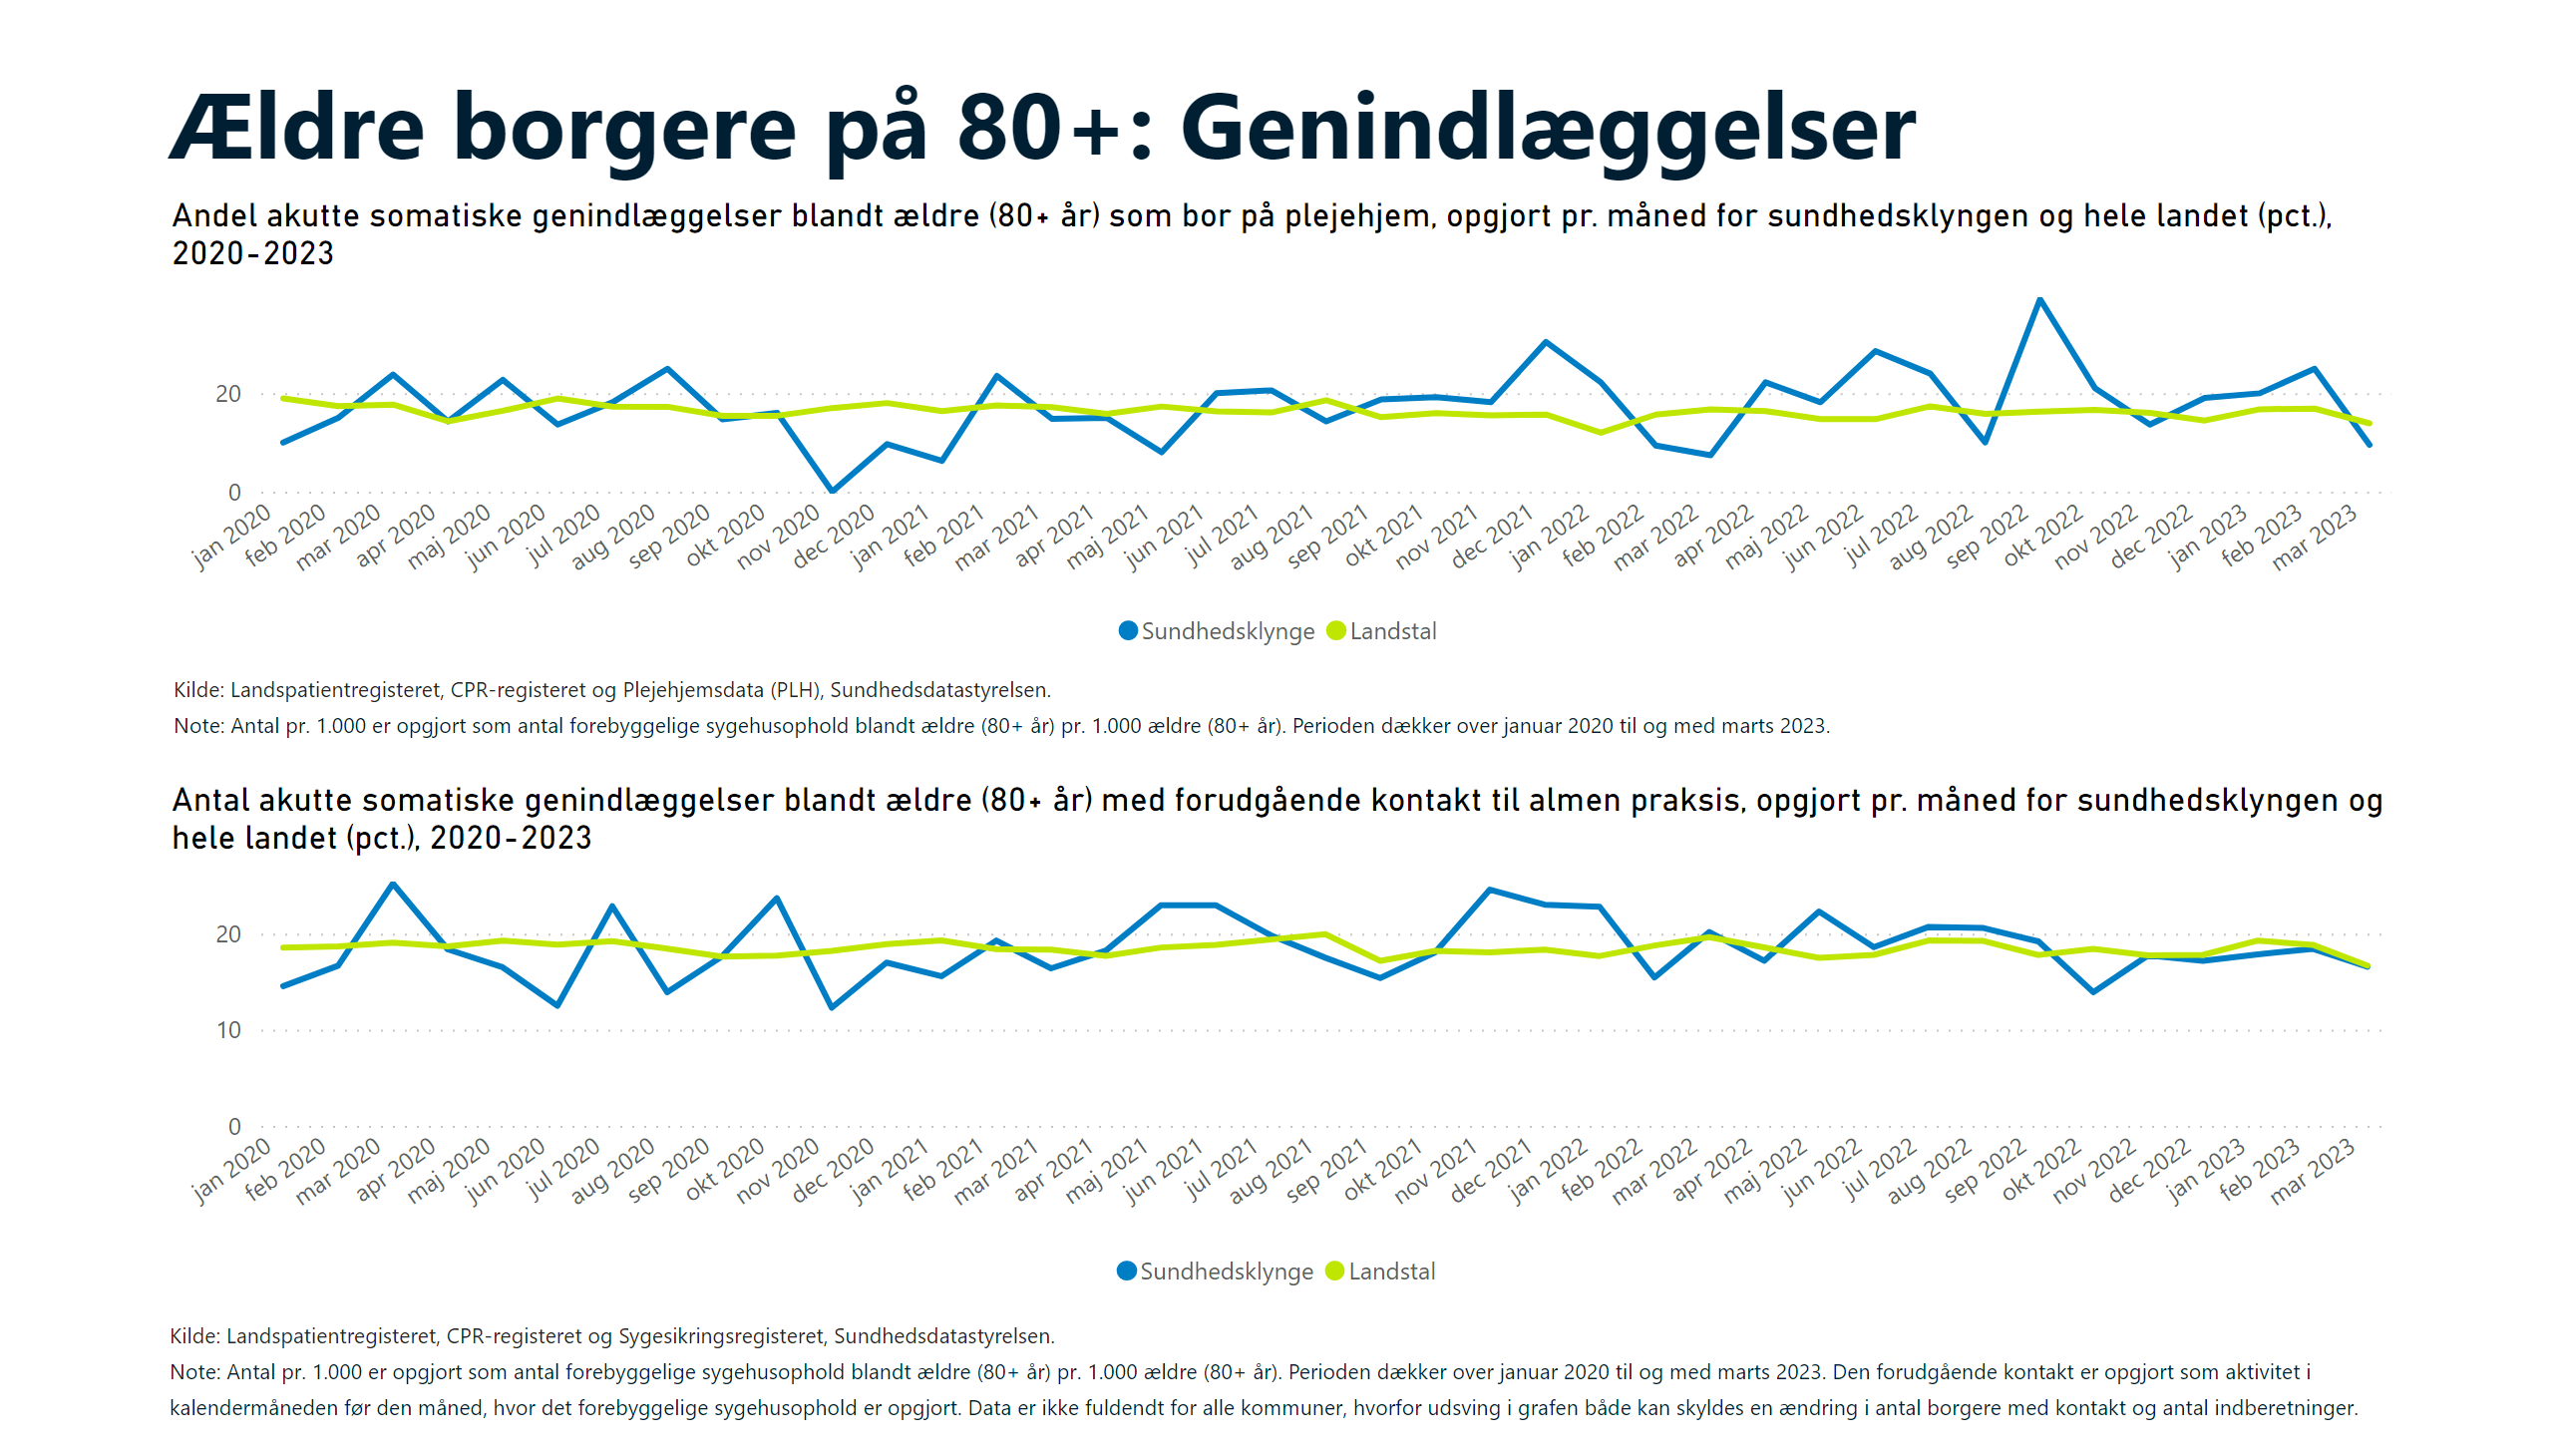 Ældre borgere på 80+: Genindlæggelser
Andel akutte somatiske genindlæggelser blandt ældre (80+ år) som bor på plejehjem, opgjort pr. måned for sundhedsklyngen og hele landet (pct.),
2020-2023
20
0
jan 2020
feb 2020
mar 2020
apr 2020
maj 2020
jun 2020
jul 2020
aug 2020
sep 2020
okt 2020
nov 2020
dec 2020
jan 2021
feb 2021
mar 2021
apr 2021
maj 2021
jun 2021
jul 2021
aug 2021
sep 2021
okt 2021
nov 2021
dec 2021
jan 2022
feb 2022
mar 2022
apr 2022
maj 2022
jun 2022
jul 2022
aug 2022
sep 2022
okt 2022
nov 2022
dec 2022
jan 2023
feb 2023
mar 2023
Sundhedsklynge Landstal
Kilde: Landspatientregisteret, CPR-registeret og Plejehjemsdata (PLH), Sundhedsdatastyrelsen.
Note: Antal pr. 1.000 er opgjort som antal forebyggelige sygehusophold blandt ældre (80+ år) pr. 1.000 ældre (80+ år). Perioden dækker over januar 2020 til og med marts 2023.
Antal akutte somatiske genindlæggelser blandt ældre (80+ år) med forudgående kontakt til almen praksis, opgjort pr. måned for sundhedsklyngen og
hele landet (pct.), 2020-2023
20
10
0
jan 2020
feb 2020
mar 2020
apr 2020
maj 2020
jun 2020
jul 2020
aug 2020
sep 2020
okt 2020
nov 2020
dec 2020
jan 2021
feb 2021
mar 2021
apr 2021
maj 2021
jun 2021
jul 2021
aug 2021
sep 2021
okt 2021
nov 2021
dec 2021
jan 2022
feb 2022
mar 2022
apr 2022
maj 2022
jun 2022
jul 2022
aug 2022
sep 2022
okt 2022
nov 2022
dec 2022
jan 2023
feb 2023
mar 2023
Sundhedsklynge Landstal
Kilde: Landspatientregisteret, CPR-registeret og Sygesikringsregisteret, Sundhedsdatastyrelsen.
Note: Antal pr. 1.000 er opgjort som antal forebyggelige sygehusophold blandt ældre (80+ år) pr. 1.000 ældre (80+ år). Perioden dækker over januar 2020 til og med marts 2023. Den forudgående kontakt er opgjort som aktivitet i
kalendermåneden før den måned, hvor det forebyggelige sygehusophold er opgjort. Data er ikke fuldendt for alle kommuner, hvorfor udsving i grafen både kan skyldes en ændring i antal borgere med kontakt og antal indberetninger.